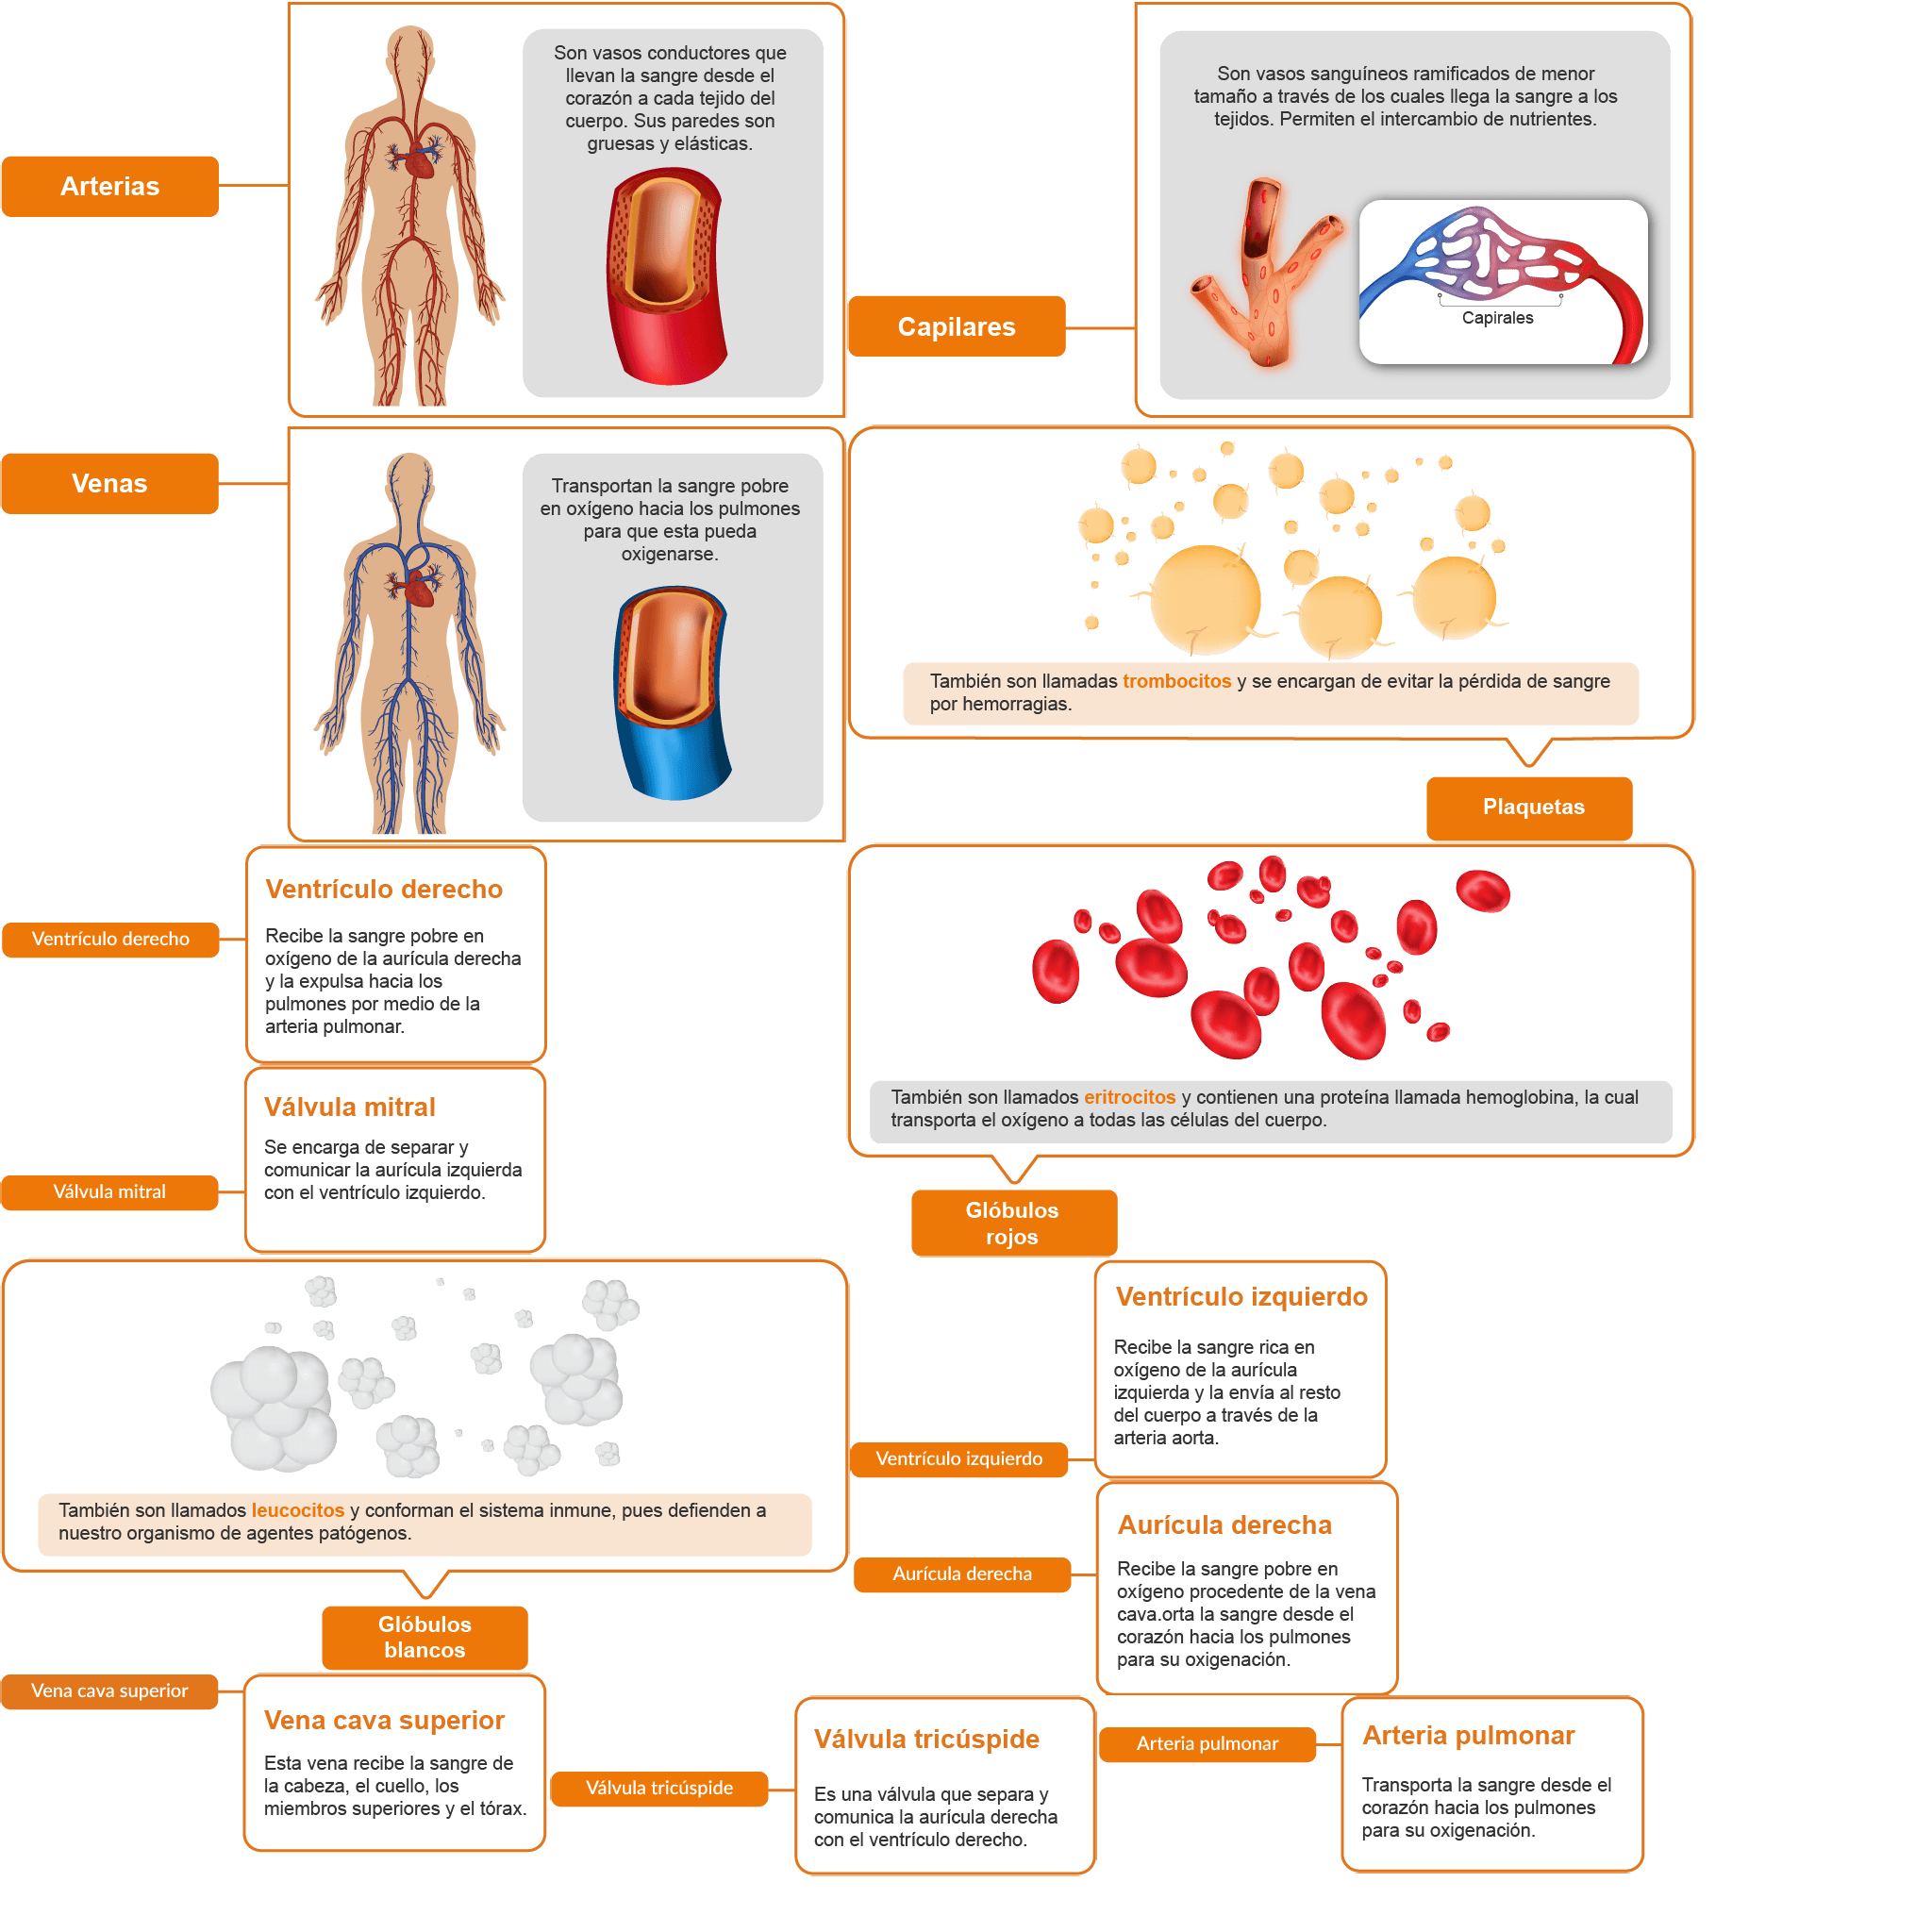 Arterias
Son vasos conductores que
llevan la sangre desde el
corazón a cada tejido del
cuerpo. Sus paredes son
gruesas y elásticas.
Capilares
Son vasos sanguíneos ramificados de menor
tamaño a través de los cuales llega la sangre a los
tejidos. Permiten el intercambio de nutrientes.
Capirales
Venas
Transportan la sangre pobre
en oxígeno hacia los pulmones
para que esta pueda
oxigenarse.
También son llamadas trombocitos y se encargan de evitar la pérdida de sangre
por hemorragias.
Plaquetas
Ventrículo derecho
Ventrículo derecho
Recibe la sangre pobre en
oxígeno de la aurícula derecha
y la expulsa hacia los
pulmones por medio de la
arteria pulmonar.
Válvula mitral
Válvula mitral
Se encarga de separar y
comunicar la aurícula izquierda
con el ventrículo izquierdo.
También son llamados eritrocitos y contienen una proteína llamada hemoglobina, la cual
transporta el oxígeno a todas las células del cuerpo.
Glóbulos
rojos
También son llamados leucocitos y conforman el sistema inmune, pues defienden a
nuestro organismo de agentes patógenos.
Glóbulos
blancos
Ventrículo izquierdo
Ventrículo izquierdo
Recibe la sangre rica en
oxígeno de la aurícula
izquierda y la envía al resto
del cuerpo a través de la
arteria aorta.
Aurícula derecha
Aurícula derecha
Recibe la sangre pobre en
oxígeno procedente de la vena
cava.orta la sangre desde el
corazón hacia los pulmones
para su oxigenación.
Vena cava superior
Vena cava superior
Esta vena recibe la sangre de
la cabeza, el cuello, los
miembros superiores y el tórax.
Válvula tricúspide
Válvula tricúspide
Es una válvula que separa y
comunica la aurícula derecha
con el ventrículo derecho.
Arteria pulmonar
Arteria pulmonar
Transporta la sangre desde el
corazón hacia los pulmones
para su oxigenación.